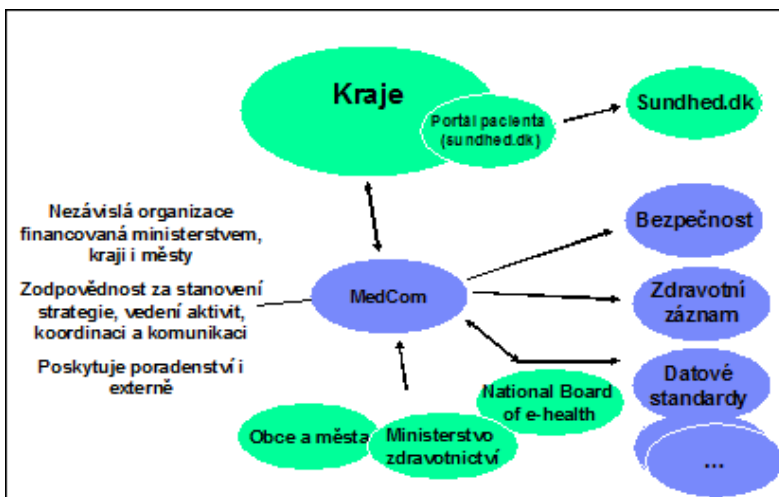 Kraje
Portál pacienta
(sundhed.dk)
Sundhed.dk
Nezávislá organizace
financovaná ministerstvem,
kraji i městy
Zodpovědnost za stanovení
strategie, vedení aktivit,
koordinaci a komunikaci
Poskytuje poradenství i
externě
MedCom
Bezpečnost
Zdravotní
záznam
Datové
standardy
...
National Board
of e-health
Obce a města
Ministerstvo
zdravotnictví